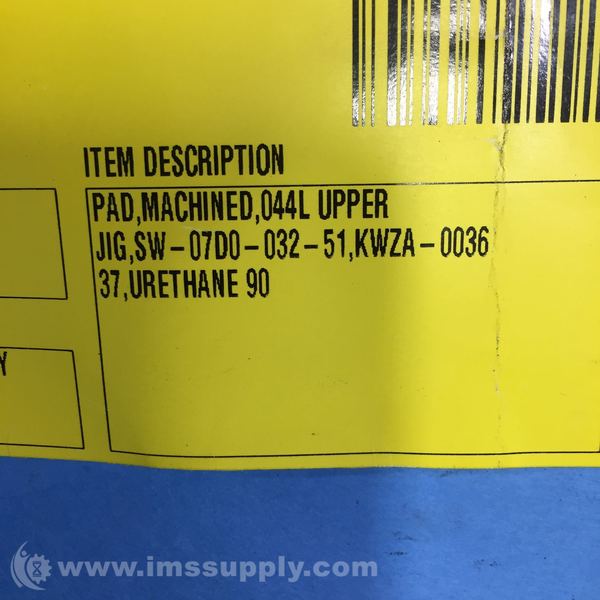 ITEM DESCRIPTION
PAD,MACHINED,044L UPPER
JIG,SW-07D0-032-51,KWZA-0036
37,URETHANE 90
Y
www.imssupply.com